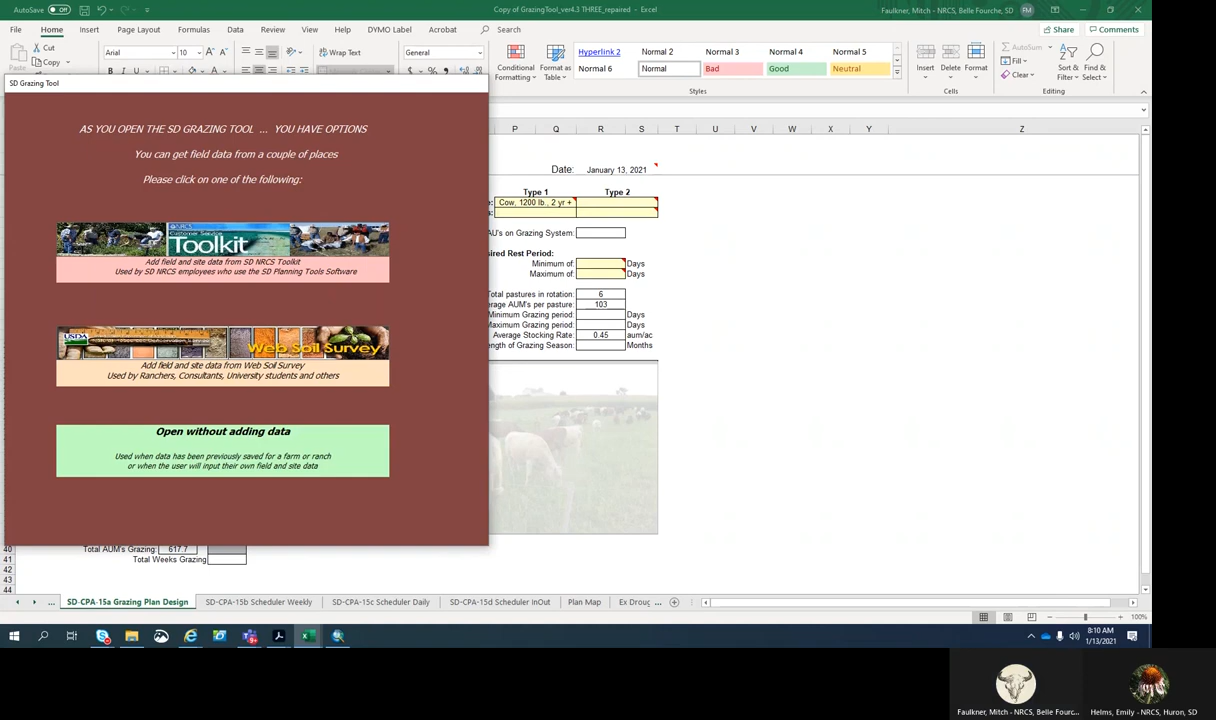 AutoSave Off
Copy of GrazingTool_ver4.3 THREE_repaired - Excel
Faulkner, Mitch - NRCS, Belle Fourche, SD FM
File Home Insert Page Layout Formulas Data Review View Help DYMO Label Acrobat Search Share Comments
Cut
Copy
Paste
Arial 10
Wrap Text
General
B I U
Conditional Formatting
Format as Table
Hyperlink 2 Normal 2 Normal 3 Normal 4 Normal 5
Normal 6 Normal Bad Good Neutral
Styles
Insert Delete Format
Cells
AutoSum
Fill
Clear
Sort & Filter
Find & Select
Editing
SD Grazing Tool
AS YOU OPEN THE SD GRAZING TOOL ... YOU HAVE OPTIONS
You can get field data from a couple of places
Please click on one of the following:
NRCS
Customer Service
Toolkit
Add field and site data from SD NRCS Toolkit
Used by SD NRCS employees who use the SD Planning Tools Software
USDA
Web Soil Survey
Add field and site data from Web Soil Survey
Used by Ranchers, Consultants, University students and others
Open without adding data
Used when data has been previously saved for a farm or ranch
or when the user will input their own field and site data
P Q R S T U V W X Y Z
Date: January 13, 2021
Type 1 Type 2
Cow, 1200 lb., 2 yr +
AU's on Grazing System:
ired Rest Period:
Minimum of: Days
Maximum of: Days
Total pastures in rotation: 6
erage AUM's per pasture: 103
Minimum Grazing period: Days
Maximum Grazing period: Days
Average Stocking Rate: 0.45 aum/ac
ength of Grazing Season: Months
40 Total AUM's Grazing: 617.7
41 Total Weeks Grazing
42
43
44
... SD-CPA-15a Grazing Plan Design SD-CPA-15b Scheduler Weekly SD-CPA-15c Scheduler Daily SD-CPA-15d Scheduler InOut Plan Map Ex Droug ...
100%
8:10 AM
1/13/2021
Faulkner, Mitch - NRCS, Belle Fourc...
Helms, Emily - NRCS, Huron, SD